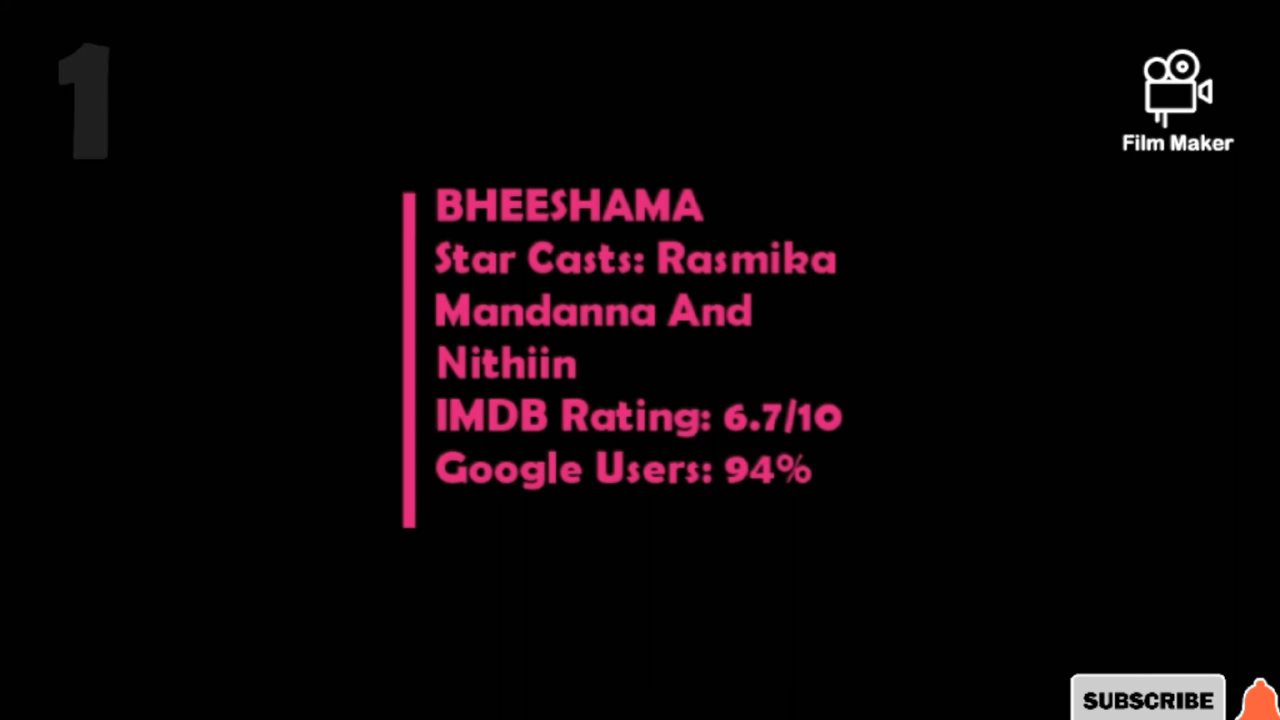 1
Film Maker
BHEESHAMA
Star Casts: Rasmika
Mandanna And
Nithiin
IMDB Rating: 6.7/10
Google Users: 94%
SUBSCRIBE